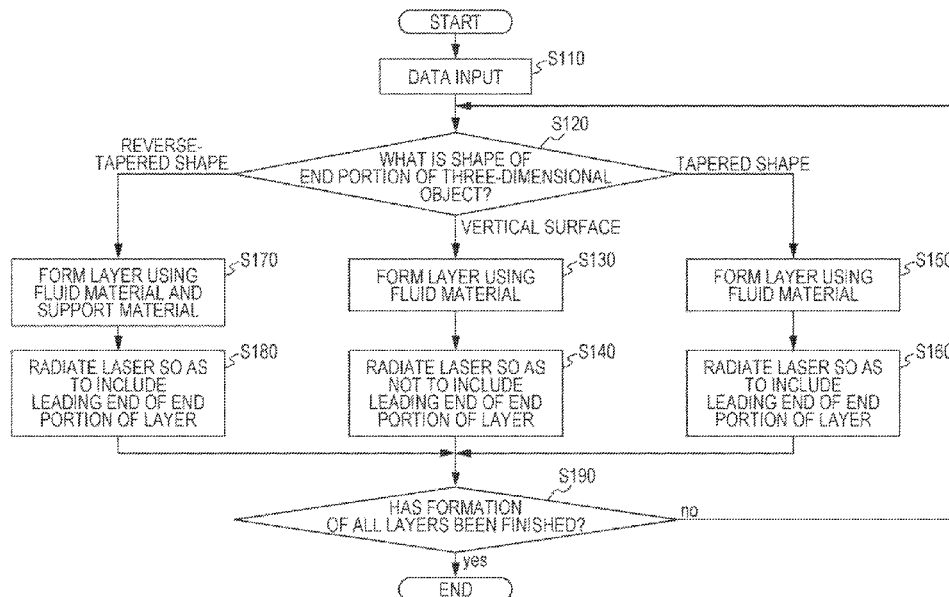 START
S110
DATA INPUT
S120
REVERSE-
TAPERED SHAPE
WHAT IS SHAPE OF
END PORTION OF THREE-DIMENSIONAL
OBJECT?
TAPERED SHAPE
VERTICAL SURFACE
S170
FORM LAYER USING
FLUID MATERIAL AND
SUPPORT MATERIAL
S130
FORM LAYER USING
FLUID MATERIAL
S150
FORM LAYER USING
FLUID MATERIAL
S180
RADIATE LASER SO AS
TO INCLUDE
LEADING END OF END
PORTION OF LAYER
S140
RADIATE LASER SO AS
NOT TO INCLUDE
LEADING END OF END
PORTION OF LAYER
S160
RADIATE LASER SO AS
TO INCLUDE
LEADING END OF END
PORTION OF LAYER
S190
HAS FORMATION
OF ALL LAYERS BEEN FINISHED?
no
yes
END